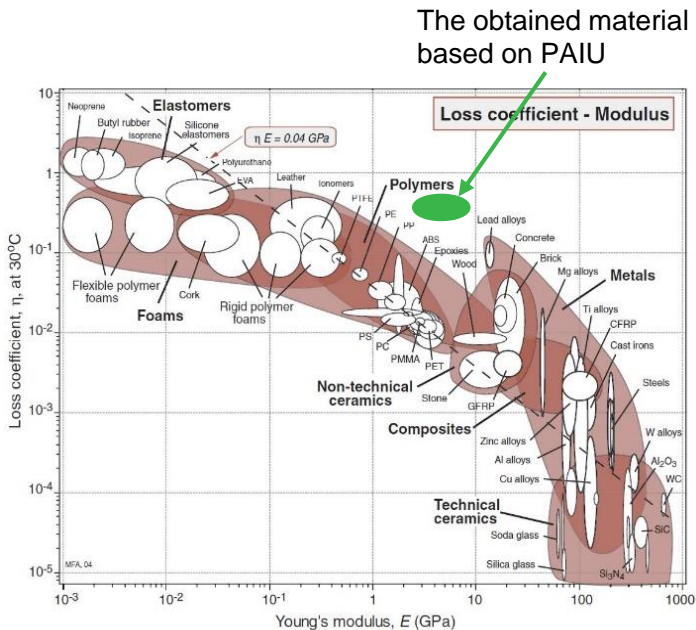 The obtained material
based on PAIU
Loss coefficient - Modulus
η E = 0.04 GPa
Loss coefficient, η, at 30°C
10
1
10-1
10-2
10-3
10-4
10-5
Neoprene
Butyl rubber
Isoprene
Elastomers
Silicone
elastomers
Polyurethane
EVA
Leather
Ionomers
Polymers
PTFE
PE
PP
ABS
Epoxies
Wood
Lead alloys
Concrete
Brick
Mg alloys
Metals
Ti alloys
CFRP
Cast irons
Steels
W alloys
Al2O3
WC
SiC
Si3N4
Flexible polymer
foams
Foams
Cork
Rigid polymer
foams
PS
PC
PMMA
PET
Non-technical
ceramics
Stone
GFRP
Composites
Zinc alloys
Al alloys
Cu alloys
Technical
ceramics
Soda glass
Silica glass
MFA, 04
10-3
10-2
10-1
1
10
100
1000
Young's modulus, E (GPa)